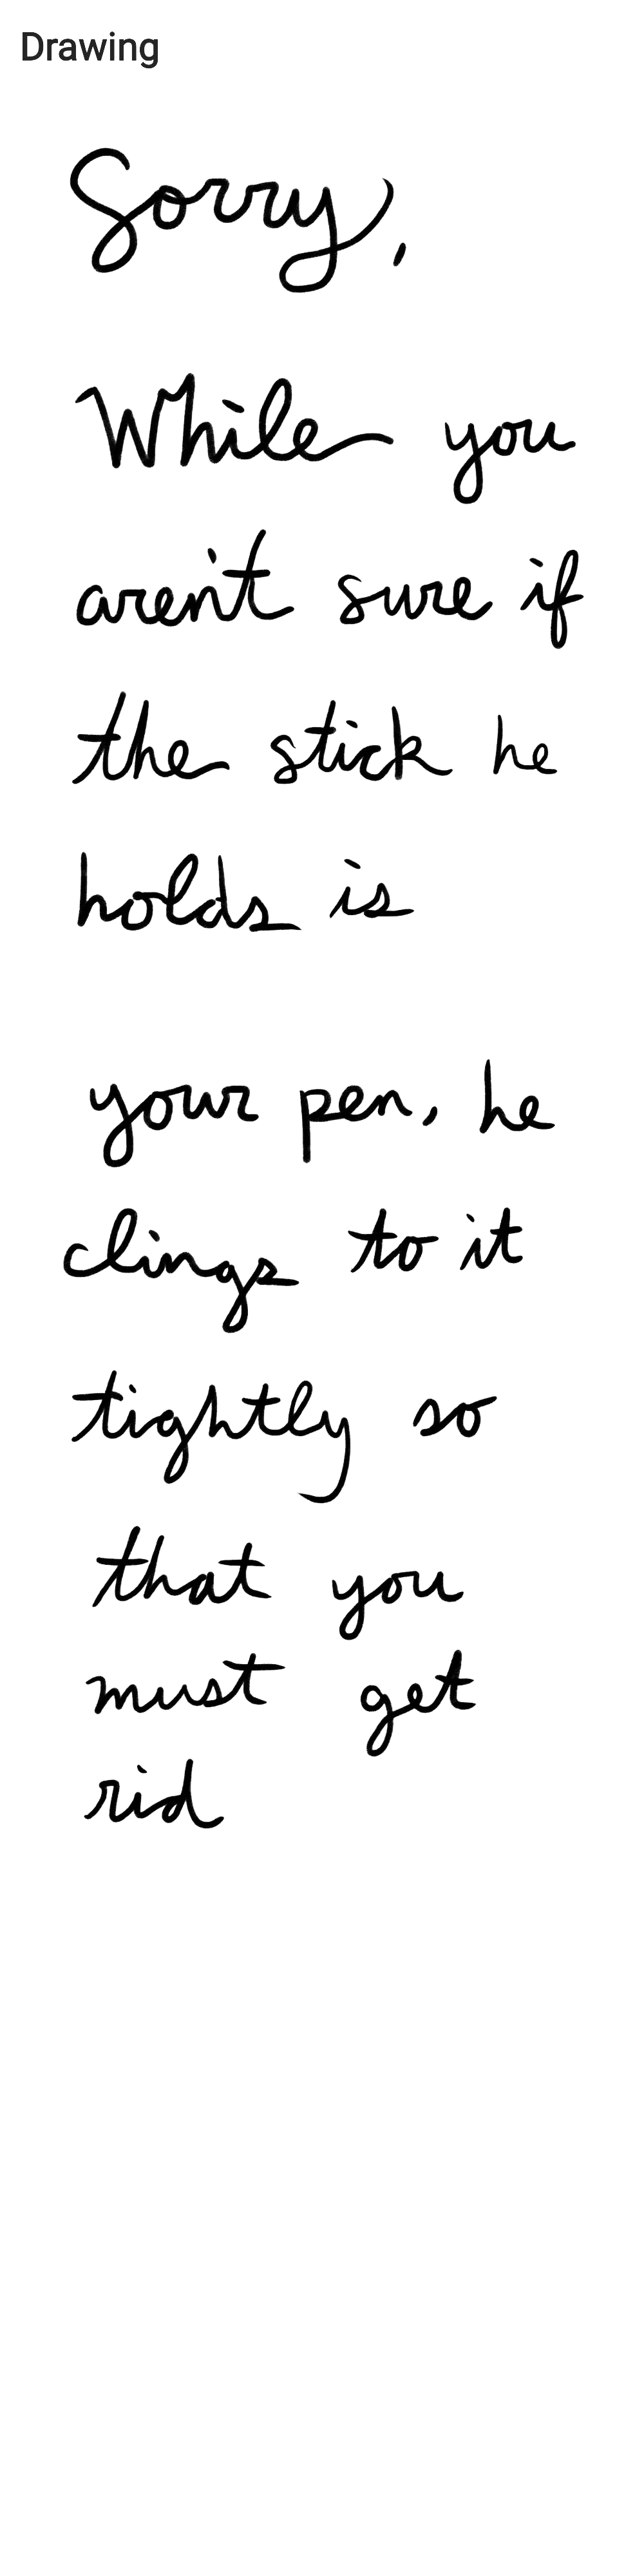 Drawing
Sorry,
While you
aren't sure if
the stick he
holds is
your pen, he
clings to it
tightly so
that you
must get
rid